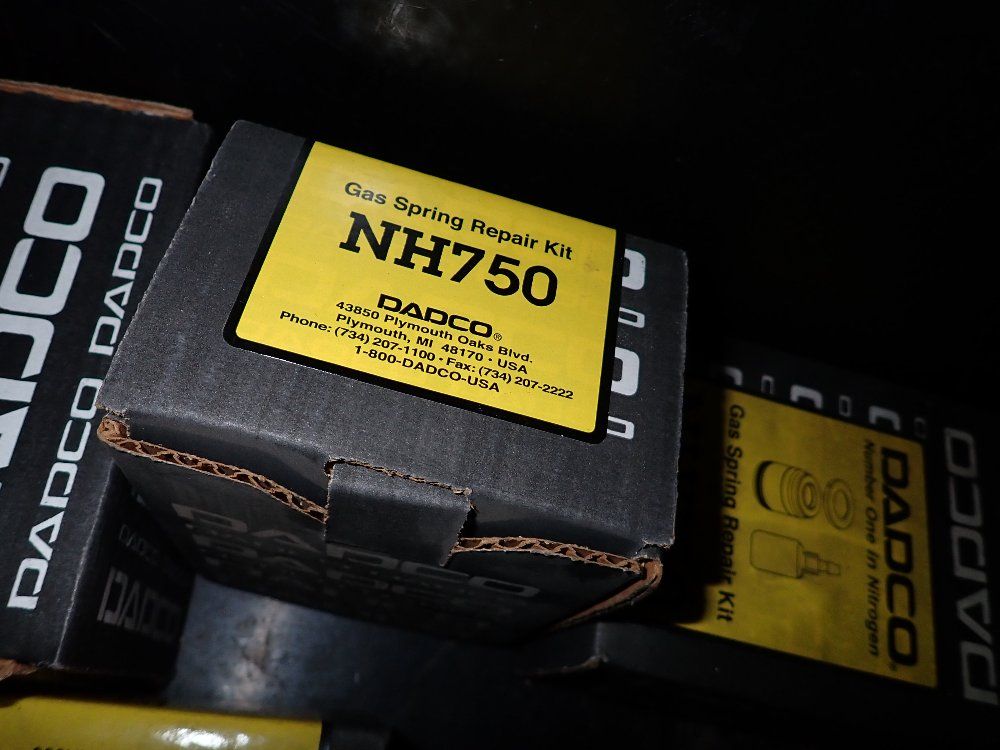 Gas Spring Repair Kit
NH750
DADCO®
43850 Plymouth Oaks Blvd.
Plymouth, MI 48170 • USA
Phone: (734) 207-1100 • Fax: (734) 207-2222
1-800-DADCO-USA
DADCO
DADCO
DADCO
DADCO
DADCO
Number One in Nitrogen
Gas Spring Repair Kit
DADCO